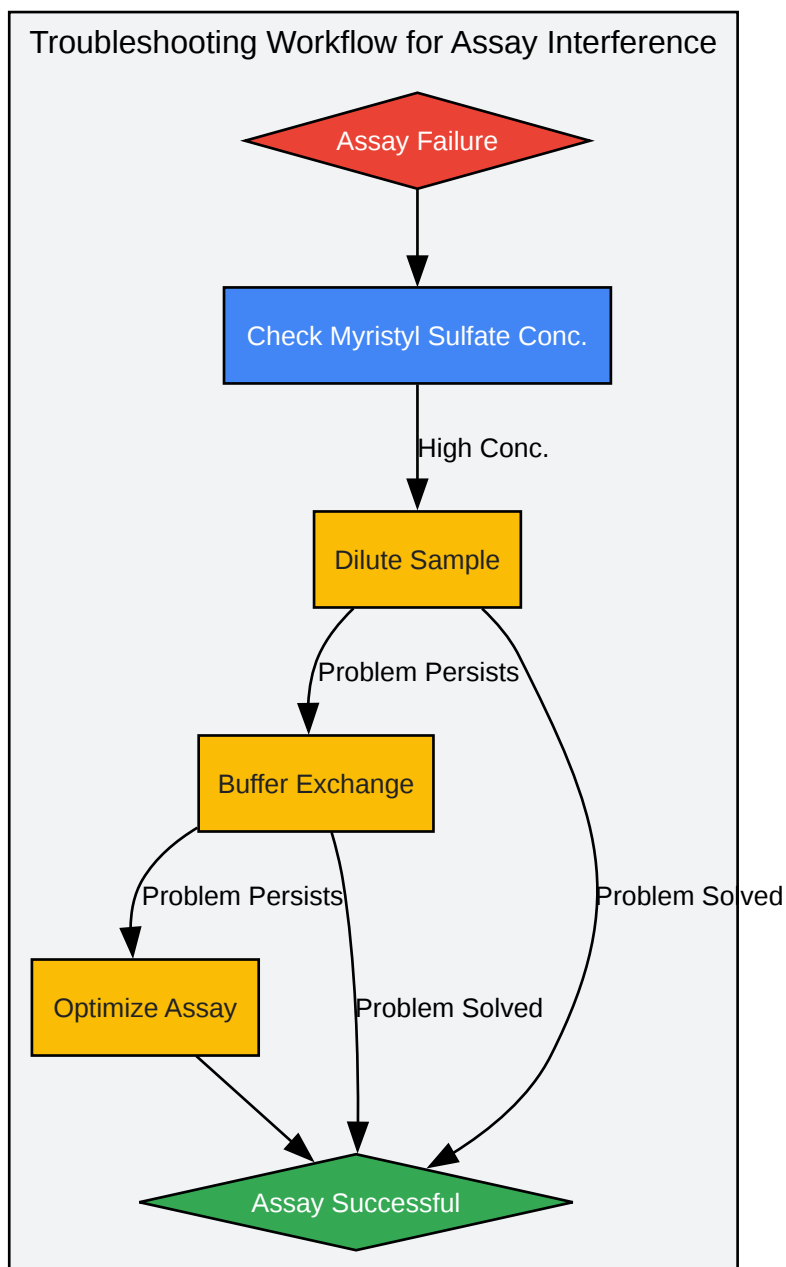 Troubleshooting Workflow for Assay Interference
Assay Failure
Check Myristyl Sulfate Conc.
High Conc.
Dilute Sample
Problem Persists
Buffer Exchange
Problem Persists
Problem Solved
Optimize Assay
Problem Solved
Assay Successful